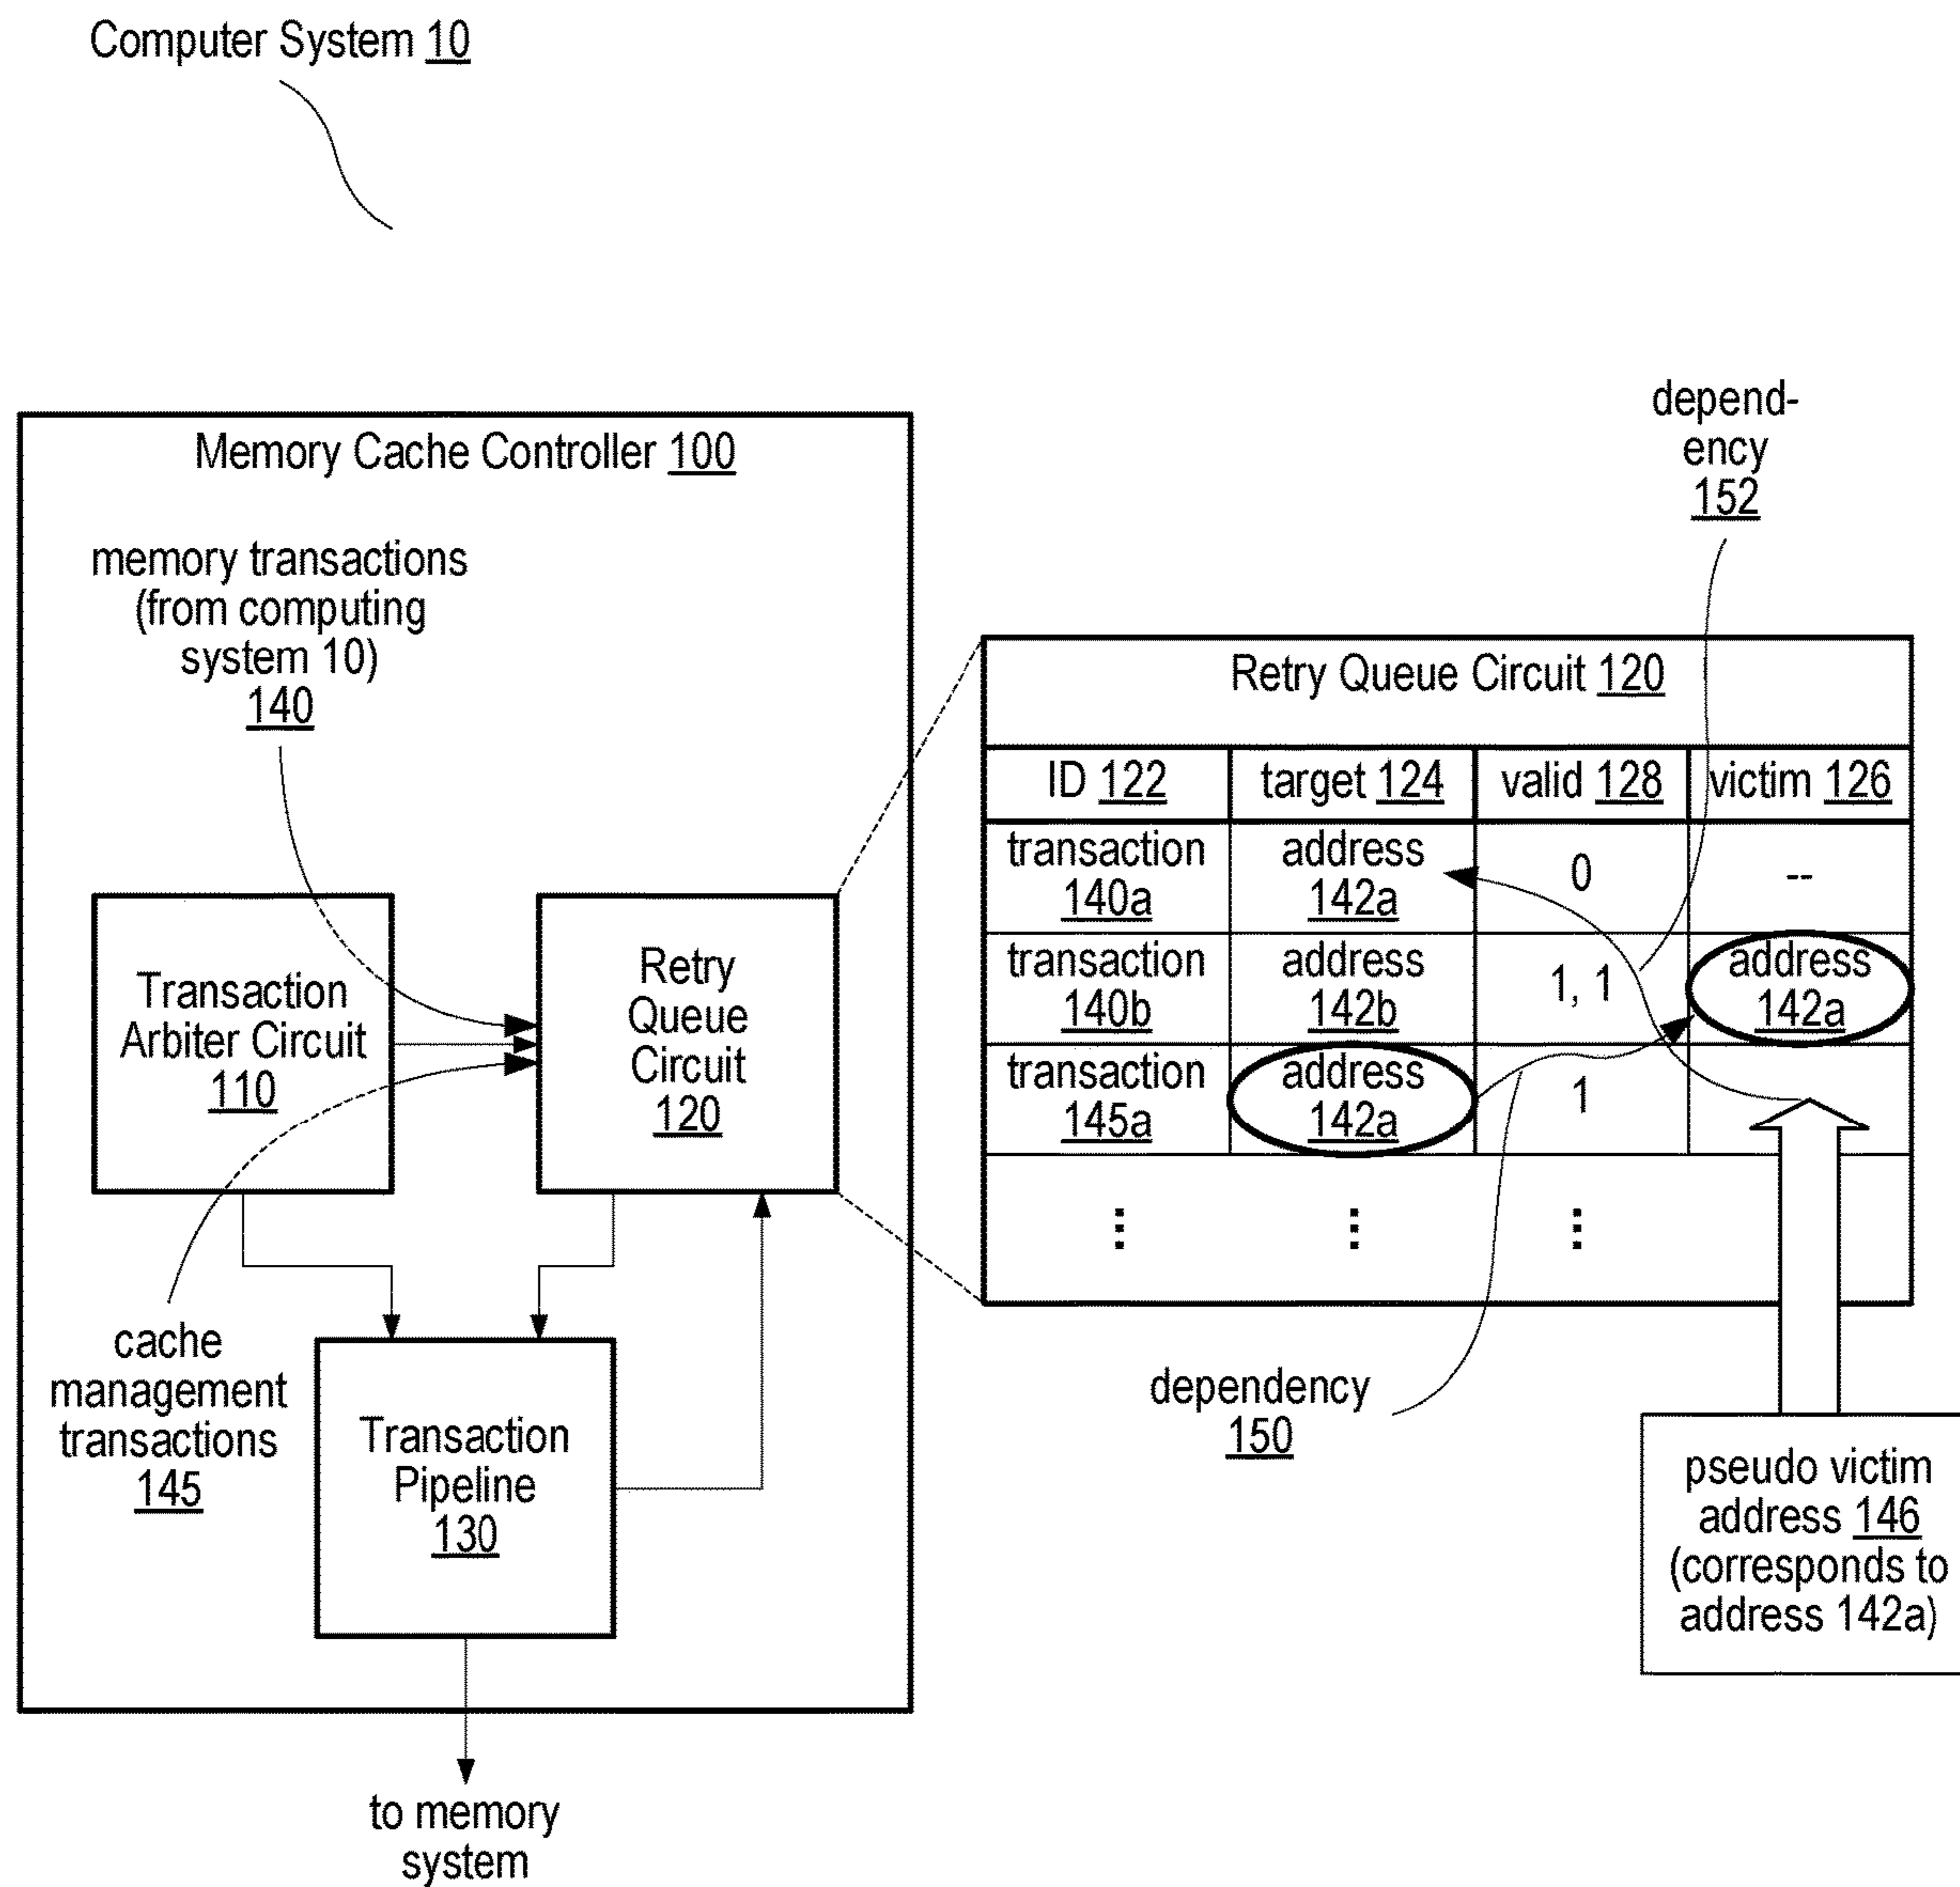 Computer System 10
Memory Cache Controller 100
memory transactions
(from computing
system 10)
140
Transaction
Arbiter Circuit
110
Retry
Queue
Circuit
120
cache
management
transactions
145
Transaction
Pipeline
130
to memory
system
depend-
ency
152
Retry Queue Circuit 120
ID 122 target 124 valid 128 victim 126
transaction address
140a 142a 0 --
transaction address address
140b 142b 1, 1 142a
transaction address
145a 142a 1
dependency
150
pseudo victim
address 146
(corresponds to
address 142a)